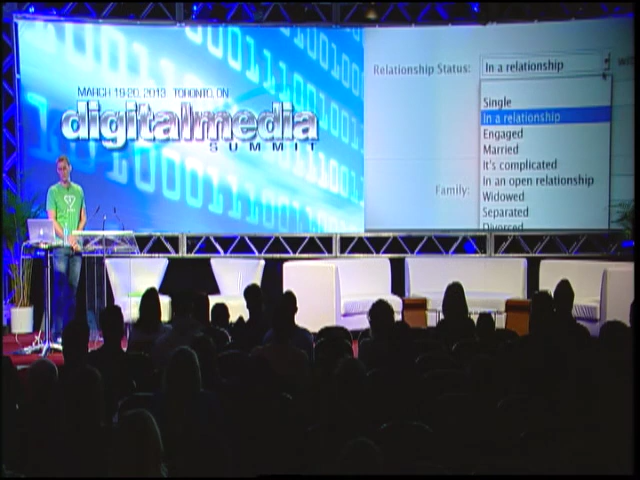 MARCH 19-20, 2013 TORONTO, ON
digitalmedia
SUMMIT
Relationship Status:
In a relationship
Single
In a relationship
Engaged
Married
It's complicated
In an open relationship
Widowed
Separated
Divorced
Family: